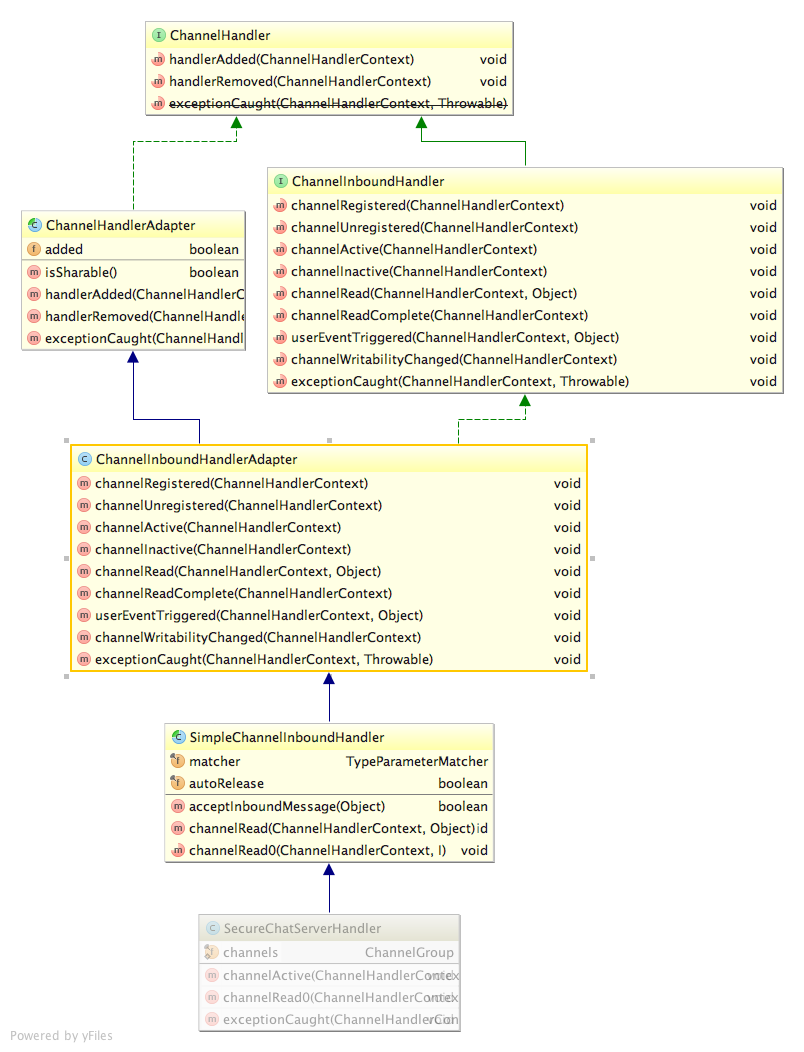 ChannelHandler
handlerAdded(ChannelHandlerContext) void
handlerRemoved(ChannelHandlerContext) void
exceptionCaught(ChannelHandlerContext, Throwable)
ChannelInboundHandler
channelRegistered(ChannelHandlerContext) void
channelUnregistered(ChannelHandlerContext) void
channelActive(ChannelHandlerContext) void
channelInactive(ChannelHandlerContext) void
channelRead(ChannelHandlerContext, Object) void
channelReadComplete(ChannelHandlerContext) void
userEventTriggered(ChannelHandlerContext, Object) void
channelWritabilityChanged(ChannelHandlerContext) void
exceptionCaught(ChannelHandlerContext, Throwable) void
ChannelHandlerAdapter
added boolean
isSharable() boolean
handlerAdded(ChannelHandlerC
handlerRemoved(ChannelHandle
exceptionCaught(ChannelHandl
ChannelInboundHandlerAdapter
channelRegistered(ChannelHandlerContext) void
channelUnregistered(ChannelHandlerContext) void
channelActive(ChannelHandlerContext) void
channelInactive(ChannelHandlerContext) void
channelRead(ChannelHandlerContext, Object) void
channelReadComplete(ChannelHandlerContext) void
userEventTriggered(ChannelHandlerContext, Object) void
channelWritabilityChanged(ChannelHandlerContext) void
exceptionCaught(ChannelHandlerContext, Throwable) void
SimpleChannelInboundHandler
matcher TypeParameterMatcher
autoRelease boolean
acceptInboundMessage(Object) boolean
channelRead(ChannelHandlerContext, Object)id
channelRead0(ChannelHandlerContext, I) void
SecureChatServerHandler
channels ChannelGroup
channelActive(ChannelHandlerContex
channelRead0(ChannelHandlerContex
exceptionCaught(ChannelHandlerCon
Powered by yFiles